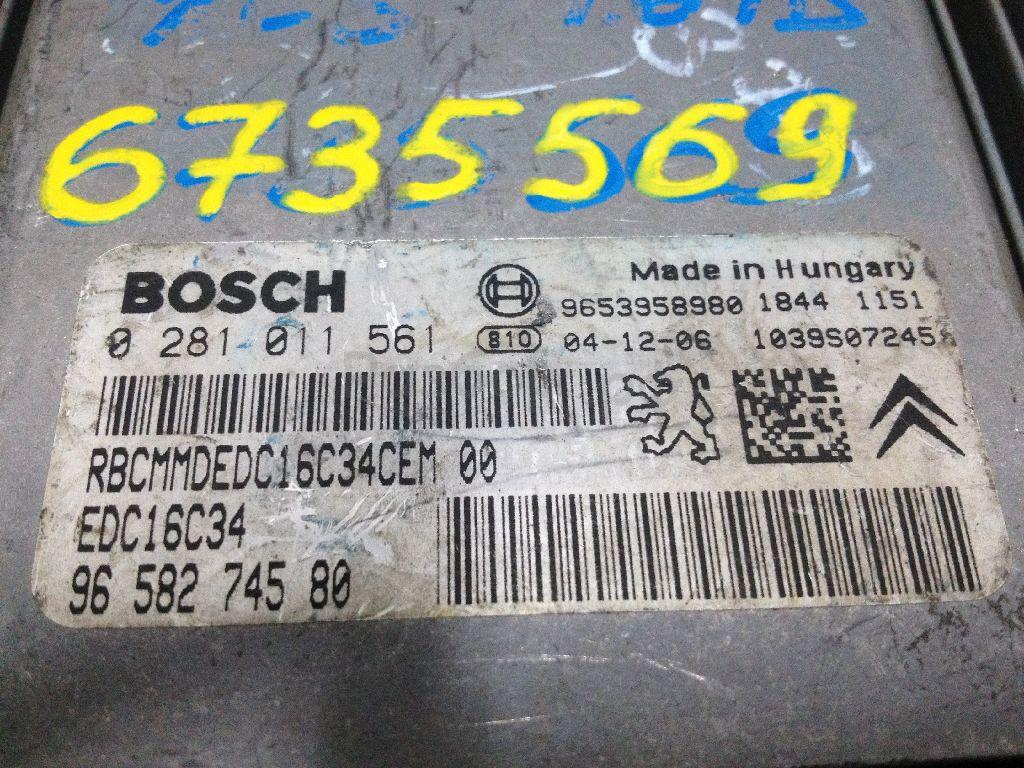 6735569
BOSCH
Made in Hungary
9653958980 1844 1151
0 281 011 561 810 04-12-06 1039S07245
RBCMMDEDC16C34CEM 00
EDC16C34
96 582 745 80